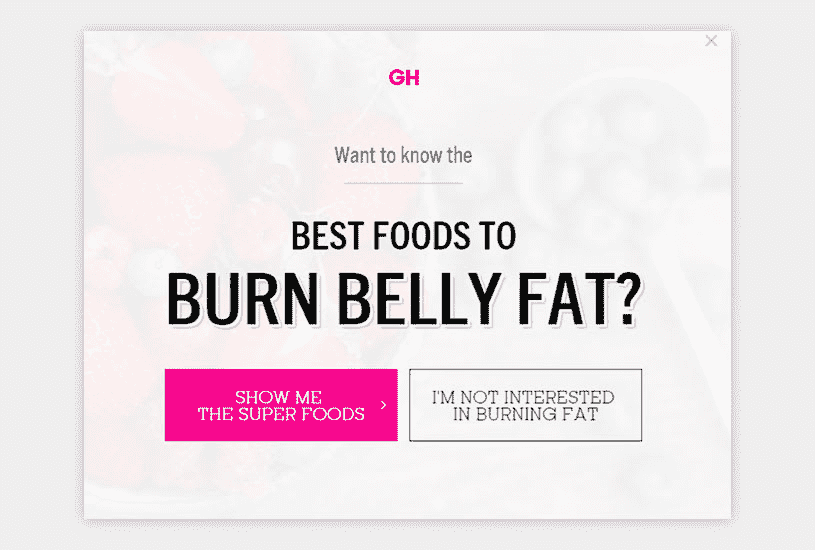 GH
Want to know the
BEST FOODS TO
BURN BELLY FAT?
SHOW ME
THE SUPER FOODS
I'M NOT INTERESTED
IN BURNING FAT